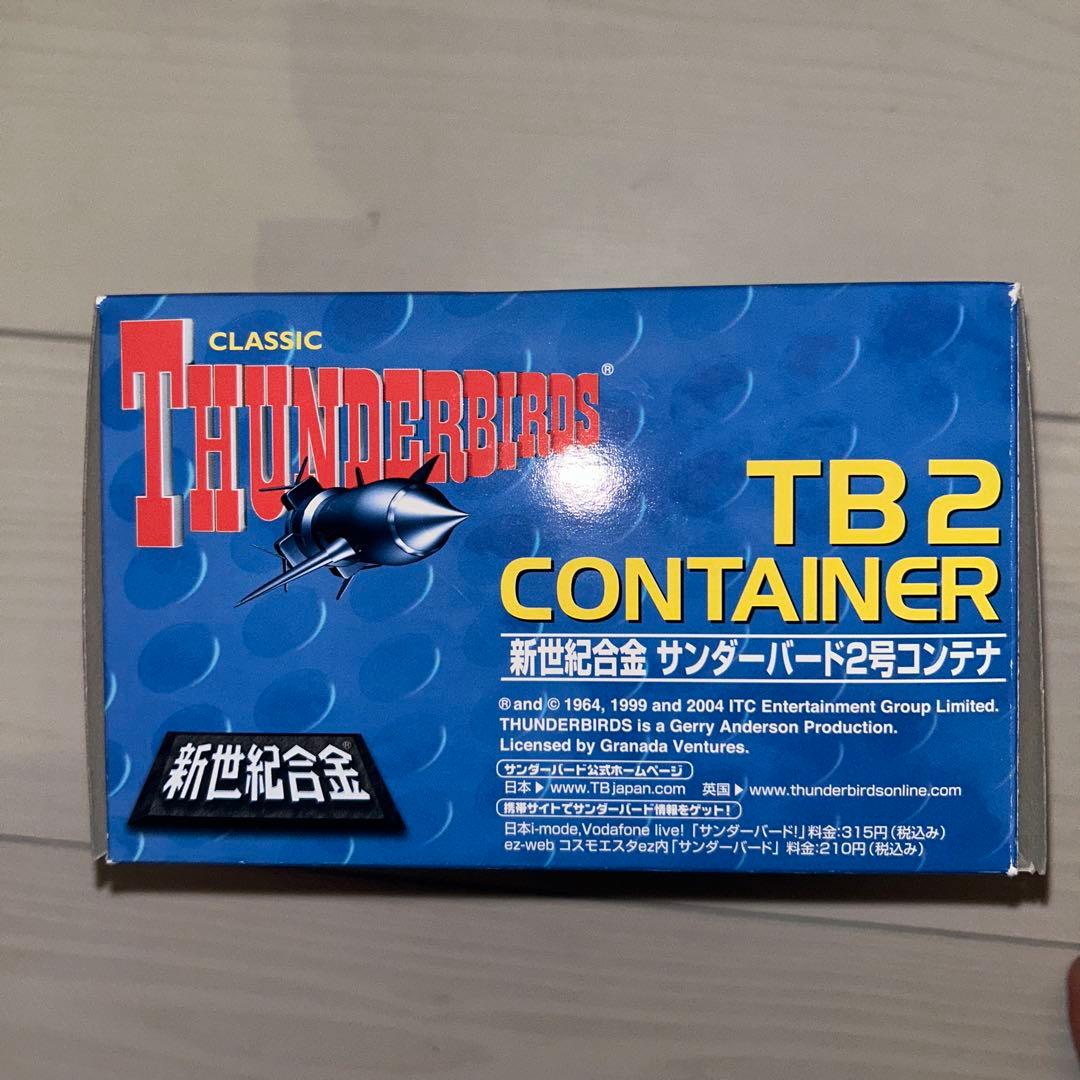 CLASSIC
THUNDERBIRDS®
TB2
CONTAINER
新世紀合金 サンダーバード2号コンテナ
® and © 1964, 1999 and 2004 ITC Entertainment Group Limited.
THUNDERBIRDS is a Gerry Anderson Production.
Licensed by Granada Ventures.
サンダーバード公式ホームページ
日本▶www.TBjapan.com 英国▶www.thunderbirdsonline.com
携帯サイトでサンダーバード情報をゲット!
日本i-mode,Vodafone live!「サンダーバード!」料金:315円(税込み)
ez-web コスモエスタez内「サンダーバード」料金:210円(税込み)
新世紀合金®